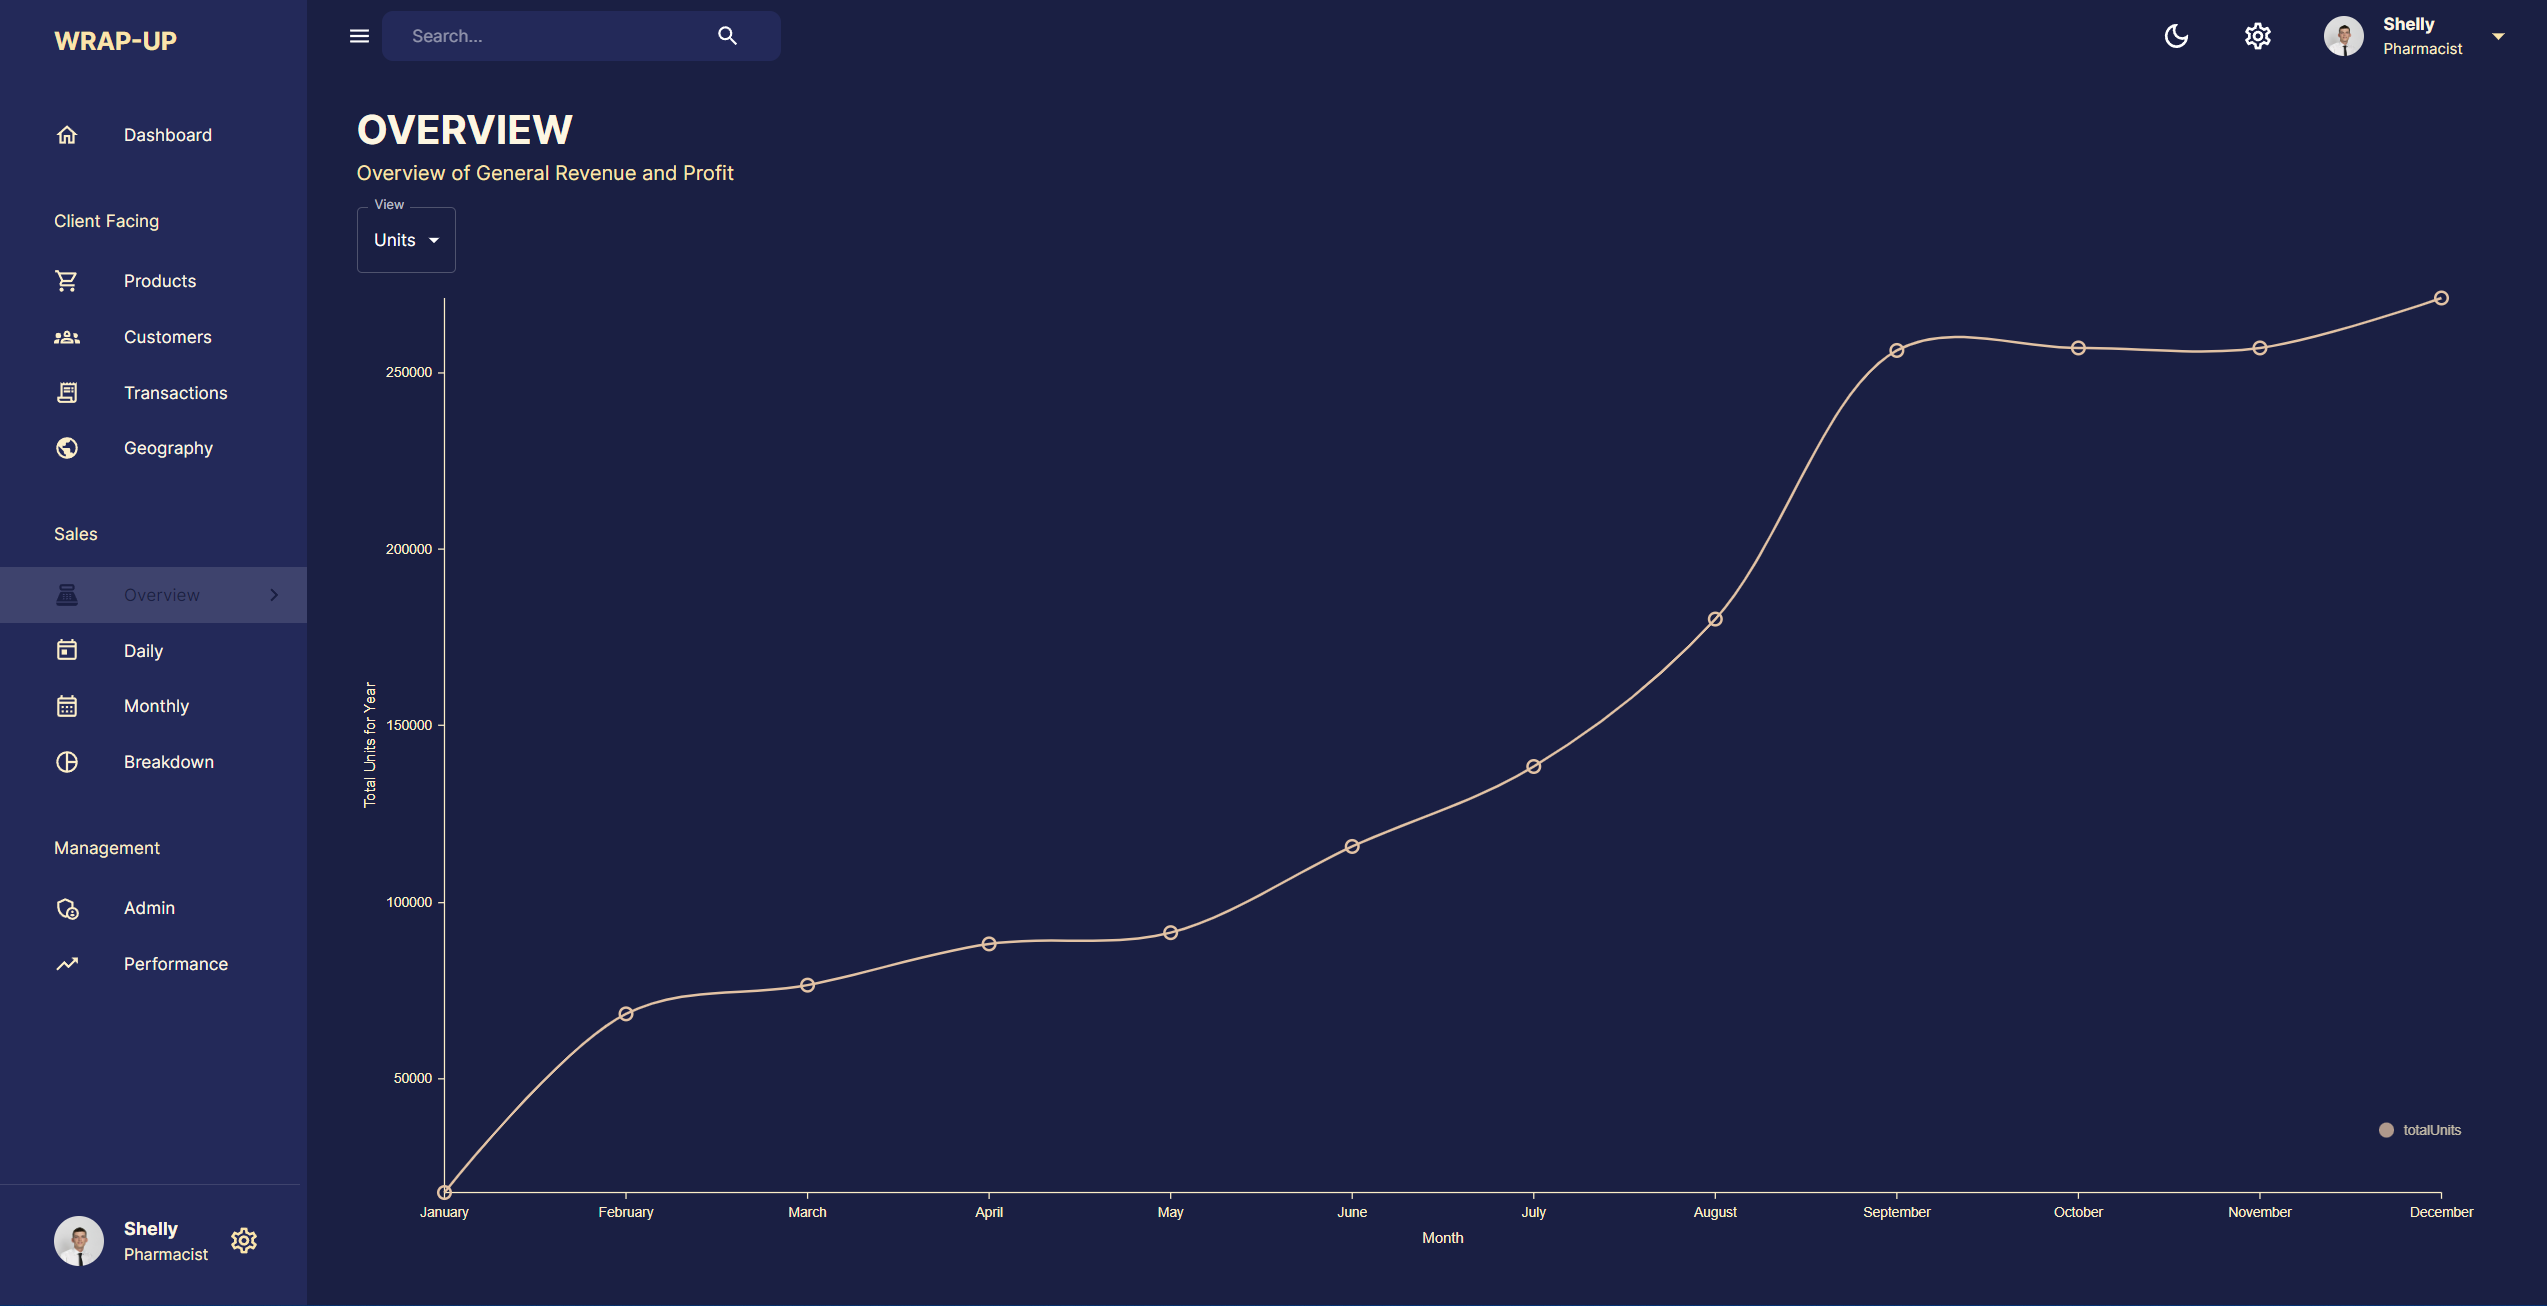 WRAP-UP
Dashboard
Client Facing
Products
Customers
Transactions
Geography
Sales
Overview
Daily
Monthly
Breakdown
Management
Admin
Performance
Shelly
Pharmacist
Search...
Shelly
Pharmacist
OVERVIEW
Overview of General Revenue and Profit
View
Units
Total Units for Year
250000
200000
150000
100000
50000
totalUnits
January February March April May June July August September October November December
Month